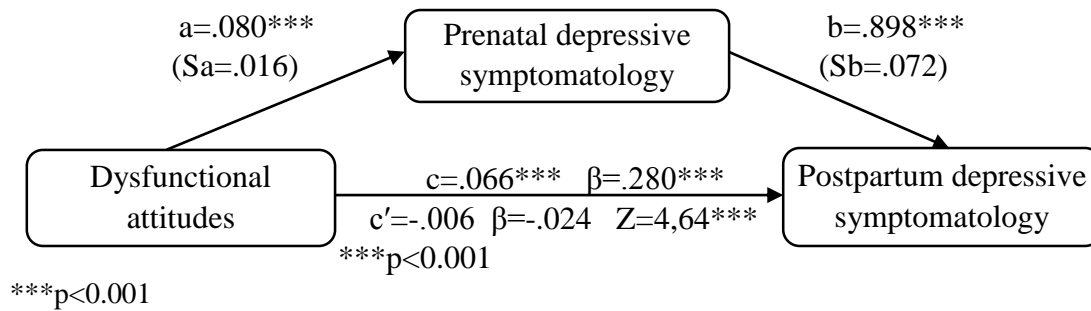 a=.080***
(Sa=.016)
Prenatal depressive
symptomatology
b=.898***
(Sb=.072)
Dysfunctional
attitudes
c=.066*** β=.280***
c′=-.006 β=-.024 Z=4,64***
***p<0.001
Postpartum depressive
symptomatology
***p<0.001